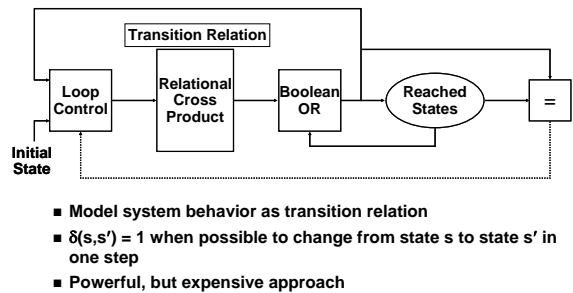 Transition Relation
Loop
Control
Relational
Cross
Product
Boolean
OR
Reached
States
=
Initial
State
■ Model system behavior as transition relation
■ δ(s,s′) = 1 when possible to change from state s to state s′ in
one step
■ Powerful, but expensive approach